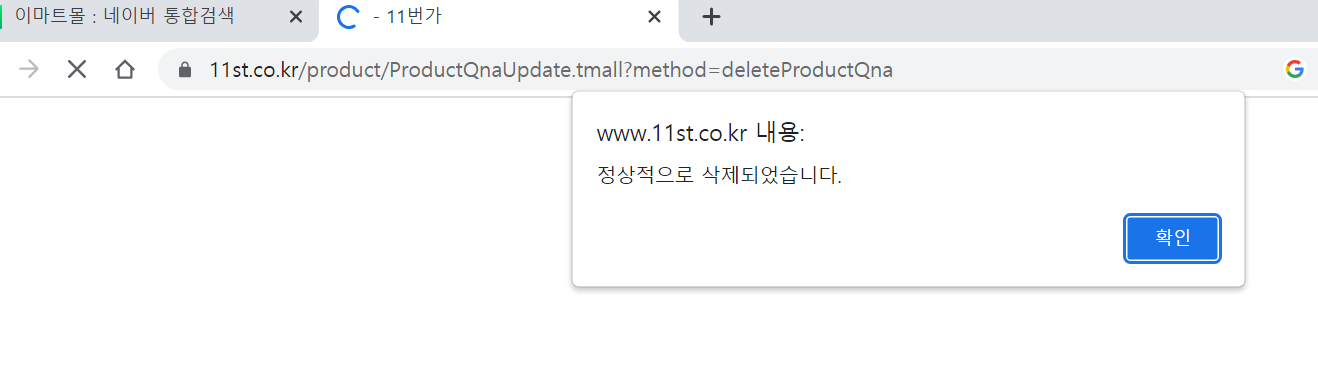 이마트몰 : 네이버 통합검색
- 11번가
11st.co.kr/product/ProductQnaUpdate.tmall?method=deleteProductQna
www.11st.co.kr 내용:
정상적으로 삭제되었습니다.
확인